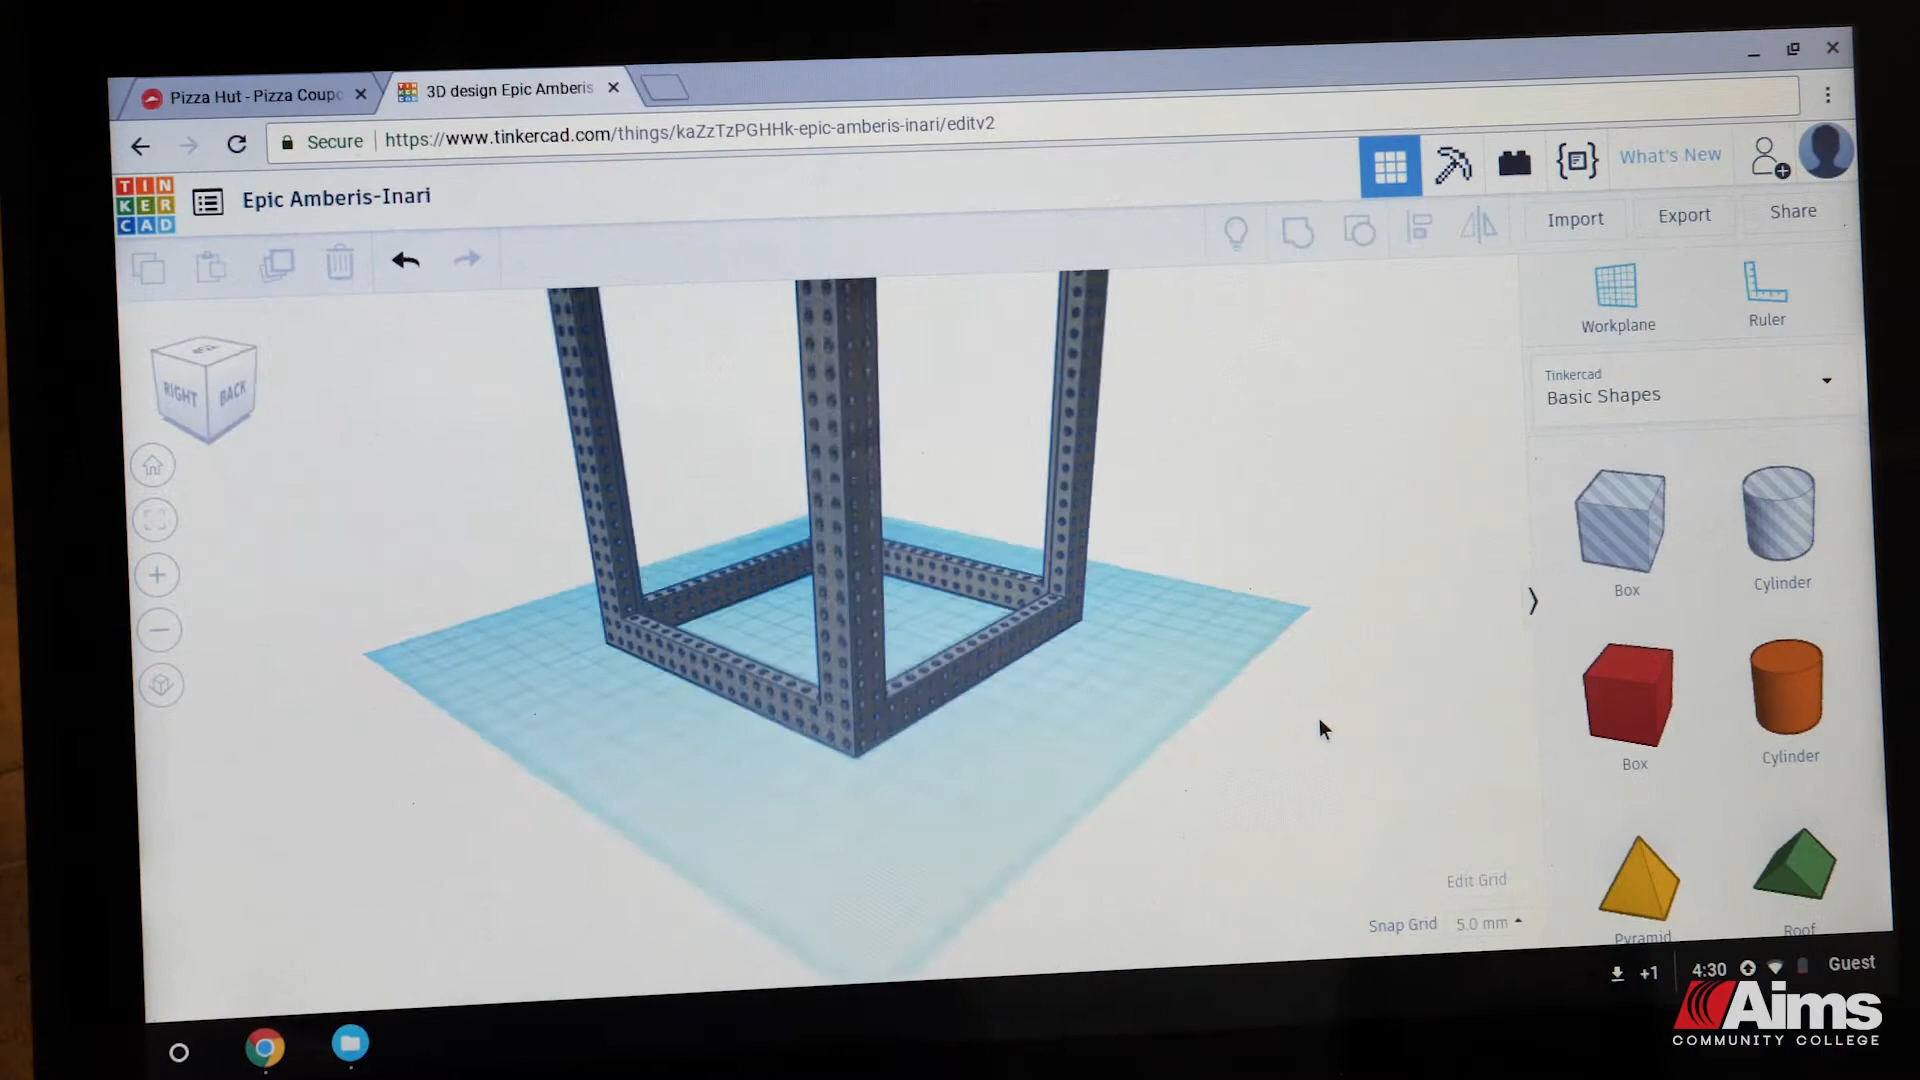 Pizza Hut - Pizza Coupo
3D design Epic Amberis
Secure
https://www.tinkercad.com/things/kaZzTzPGHHk-epic-amberis-inari/editv2
TIN
KER
CAD
Epic Amberis-Inari
What's New
Import
Export
Share
Workplane
Ruler
RIGHT
BACK
Tinkercad
Basic Shapes
Box
Cylinder
Box
Cylinder
Pyramid
Roof
Edit Grid
Snap Grid
5.0 mm
+1
4:30
Guest
Aims
COMMUNITY COLLEGE